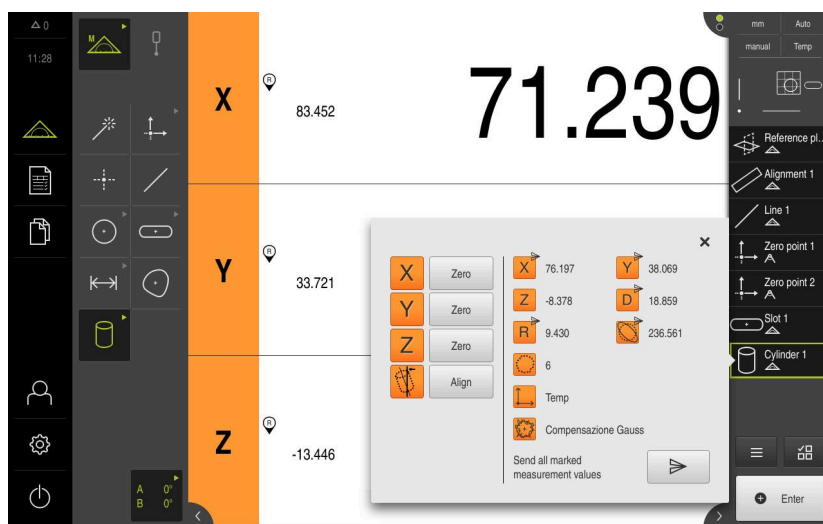 0
11:28
M
A 0°
B 0°
X
R
83.452
71.239
Y
R
33.721
Z
R
-13.446
X Zero
Y Zero
Z Zero
Align
X 76.197
Y 38.069
Z -8.378
D 18.859
R 9.430
236.561
6
Temp
Compensazione Gauss
Send all marked
measurement values
mm Auto
manual Temp
Reference pl...
Alignment 1
Line 1
Zero point 1
Zero point 2
Slot 1
Cylinder 1
Enter